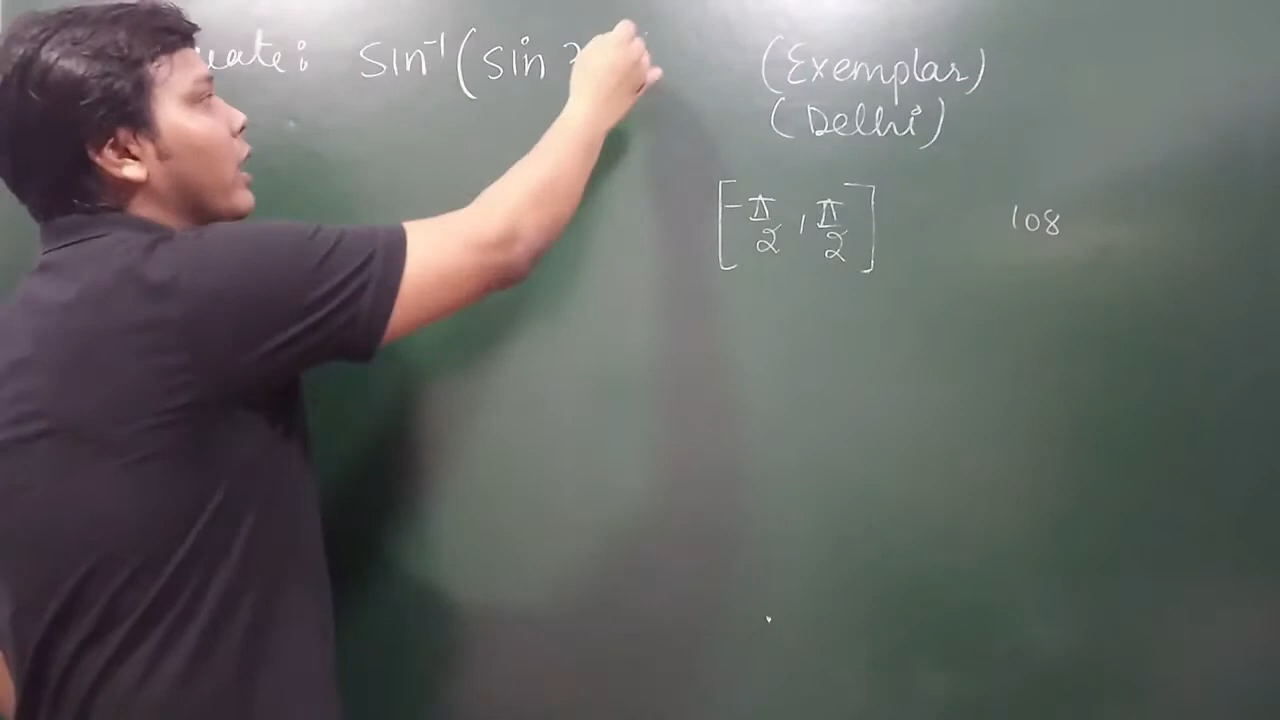 uate: Sin⁻¹(Sin
(Exemplar)
(Delhi)
[-π/2, π/2]
108